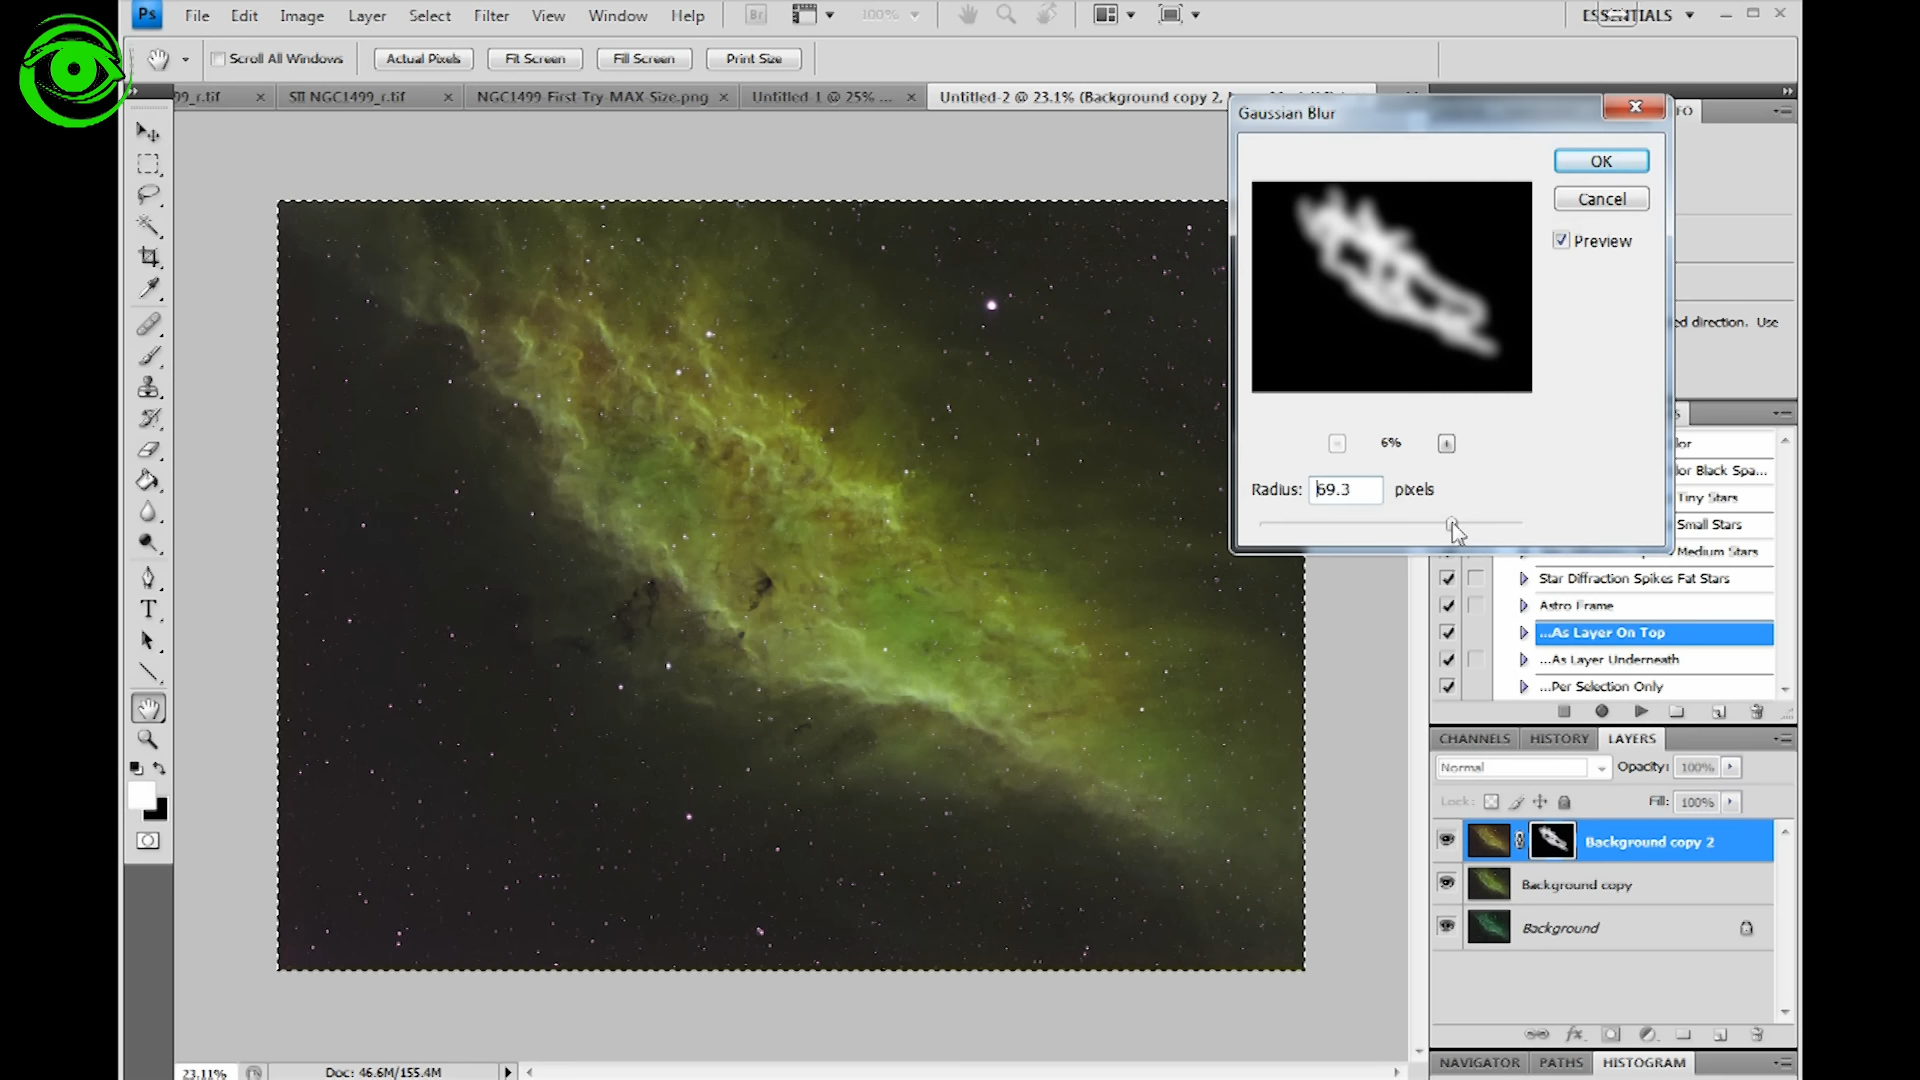 Ps File Edit Image Layer Select Filter View Window Help Br 100% ESSENTIALS
Scroll All Windows Actual Pixels Fit Screen Fill Screen Print Size
99_r.tif SII NGC1499_r.tif NGC1499-First-Try-MAX Size.png Untitled-1 @ 25% ... Untitled-2 @ 23.1% (Background copy 2,
Gaussian Blur
FO
OK
Cancel
Preview
6%
Radius: 69.3 pixels
ed direction. Use
lor
lor Black Spa...
Tiny Stars
Small Stars
Medium Stars
Star Diffraction Spikes Fat Stars
Astro Frame
...As Layer On Top
...As Layer Underneath
...Per Selection Only
CHANNELS HISTORY LAYERS
Normal Opacity: 100%
Lock: Fill: 100%
Background copy 2
Background copy
Background
fx.
NAVIGATOR PATHS HISTOGRAM
23.11% Doc: 46.6M/155.4M